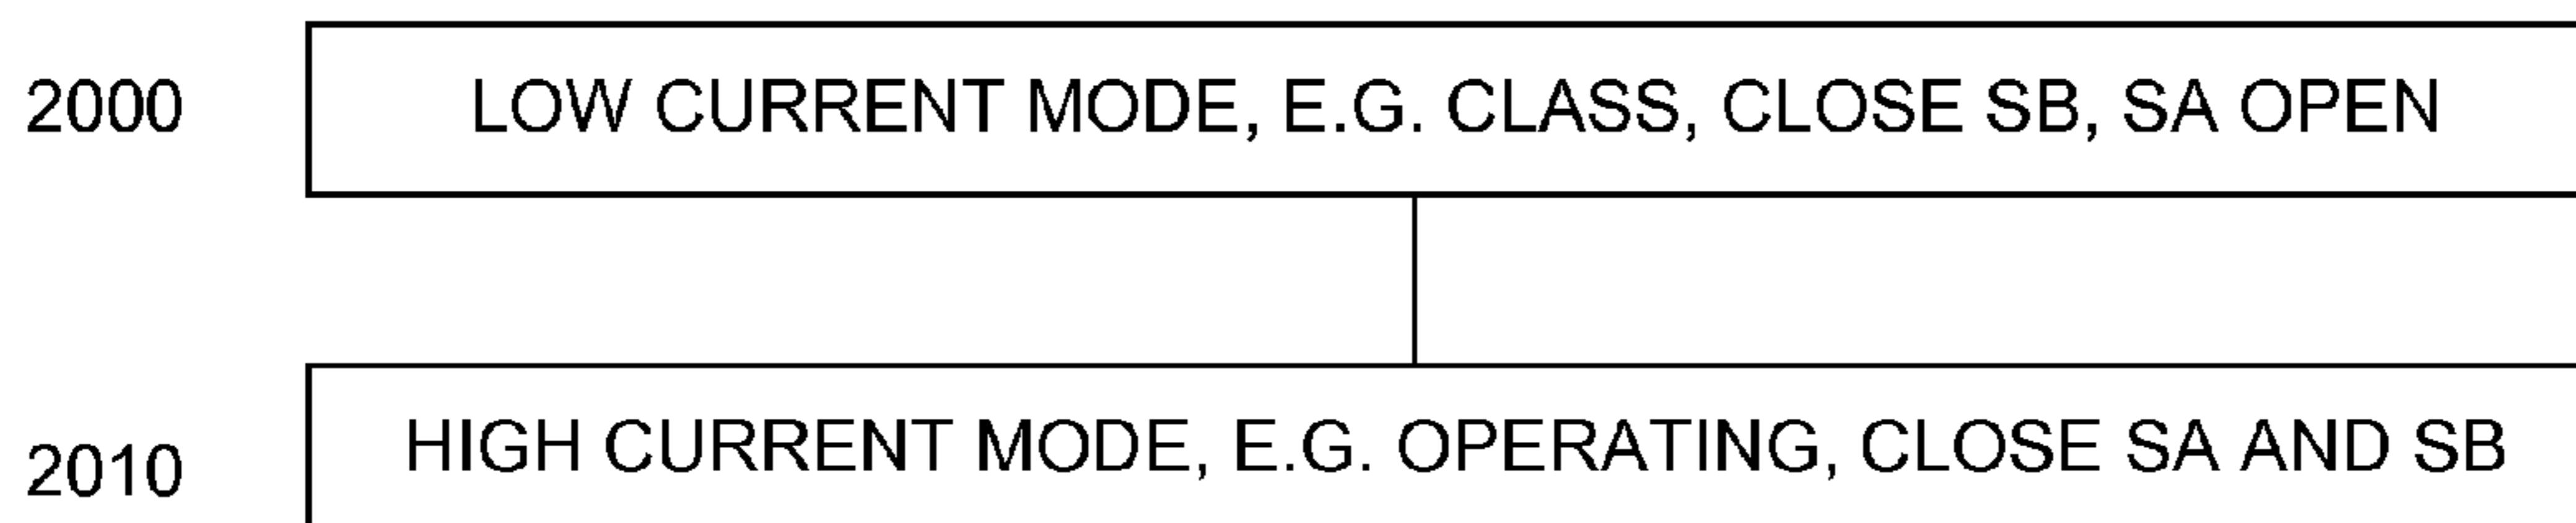 2000 LOW CURRENT MODE, E.G. CLASS, CLOSE SB, SA OPEN
2010 HIGH CURRENT MODE, E.G. OPERATING, CLOSE SA AND SB